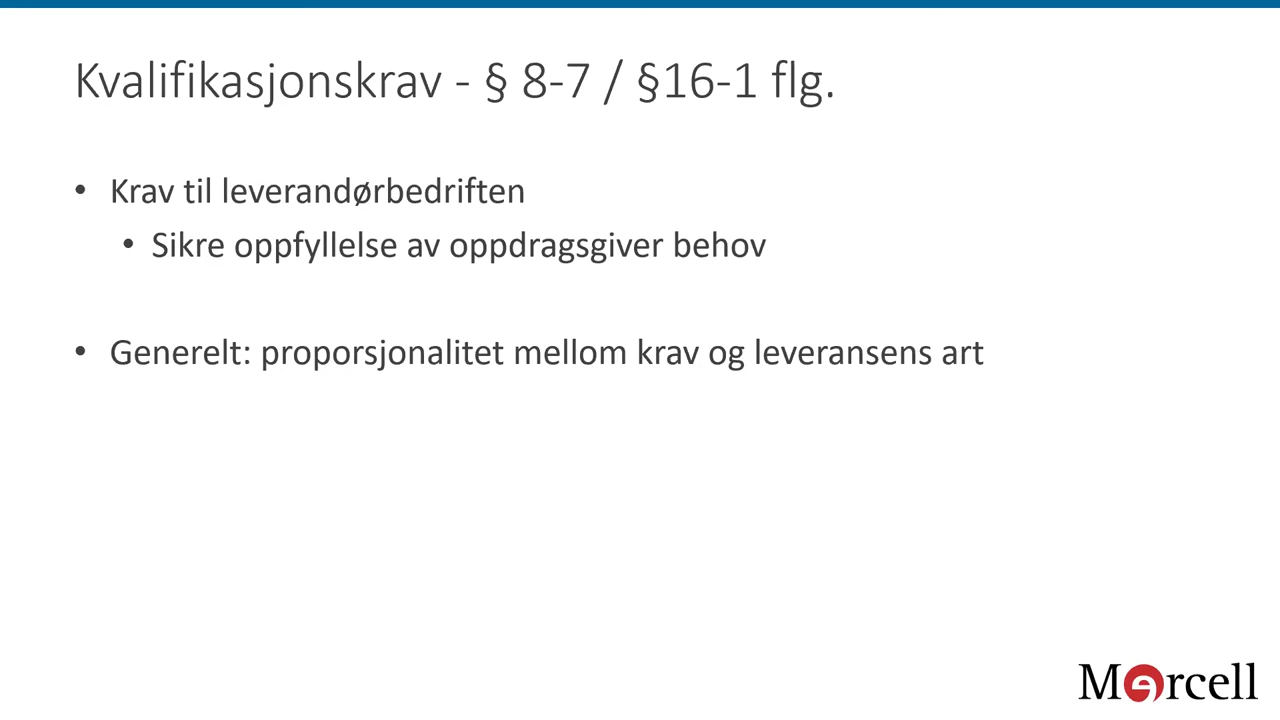 Kvalifikasjonskrav - § 8-7 / §16-1 flg.
• Krav til leverandørbedriften
• Sikre oppfyllelse av oppdragsgiver behov
• Generelt: proporsjonalitet mellom krav og leveransens art
Mercell